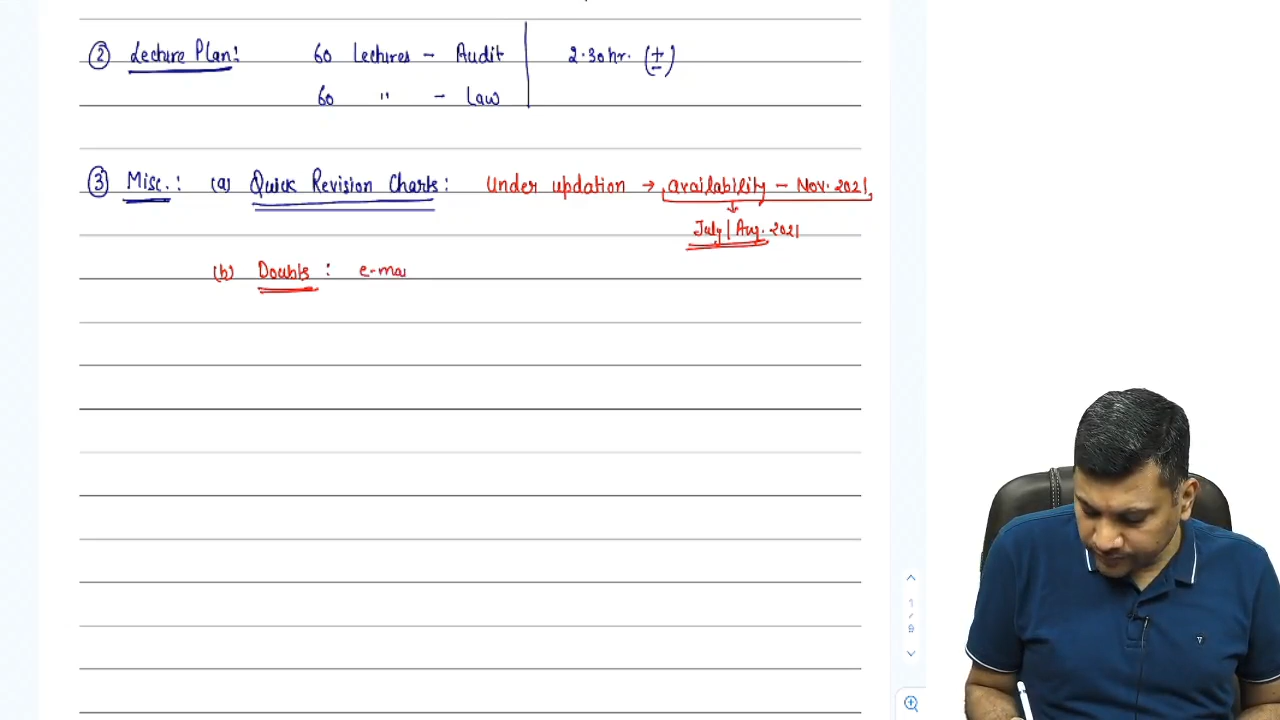 ② Lecture Plan: 60 Lectures - Audit 2.30 hr. (±)
60 " - Law
③ Misc.: (a) Quick Revision Charts: Under updation → availability - Nov. 2021
July/Aug. 2021
(b) Doubts: e-mai